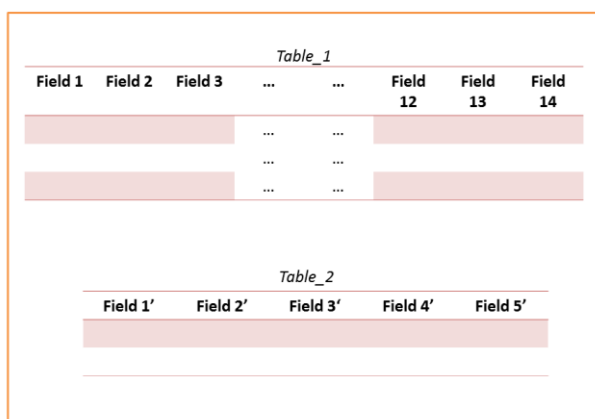 Table_1
Field 1 Field 2 Field 3 ... ... Field 12 Field 13 Field 14
... ...
... ...
... ...
Table_2
Field 1’ Field 2’ Field 3‘ Field 4’ Field 5’